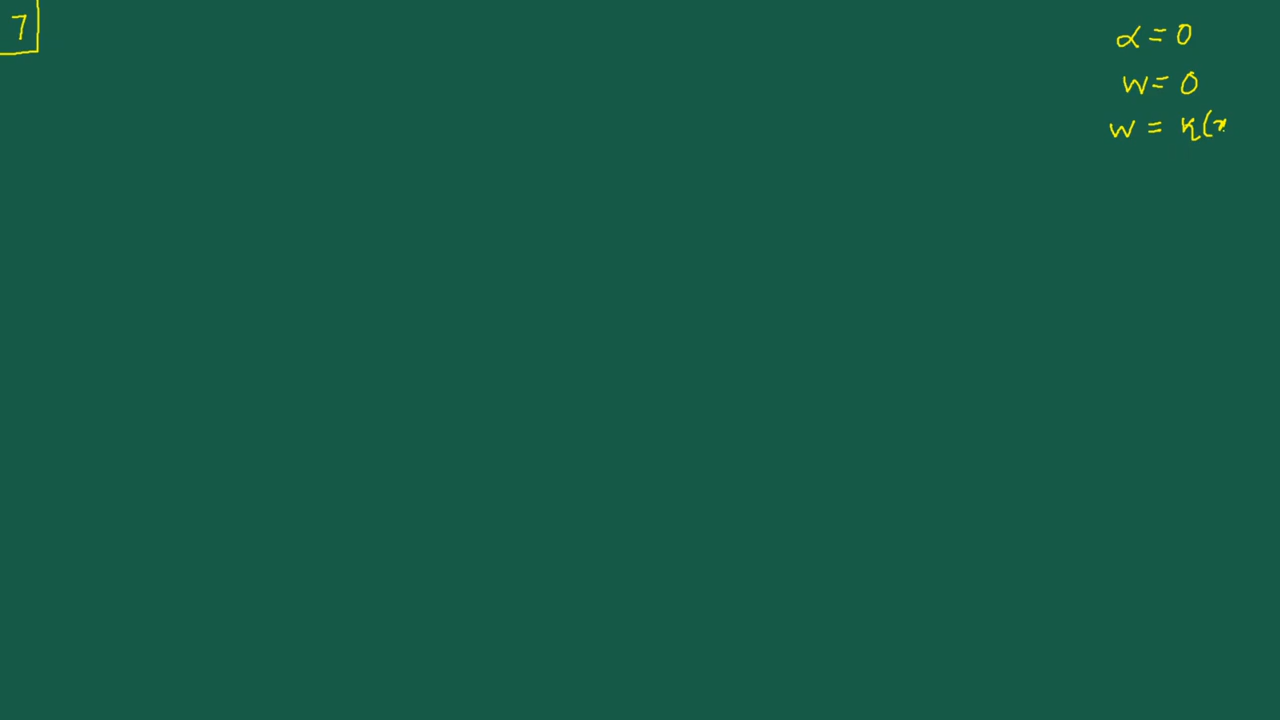 7
α = 0
w = 0
w = k(x